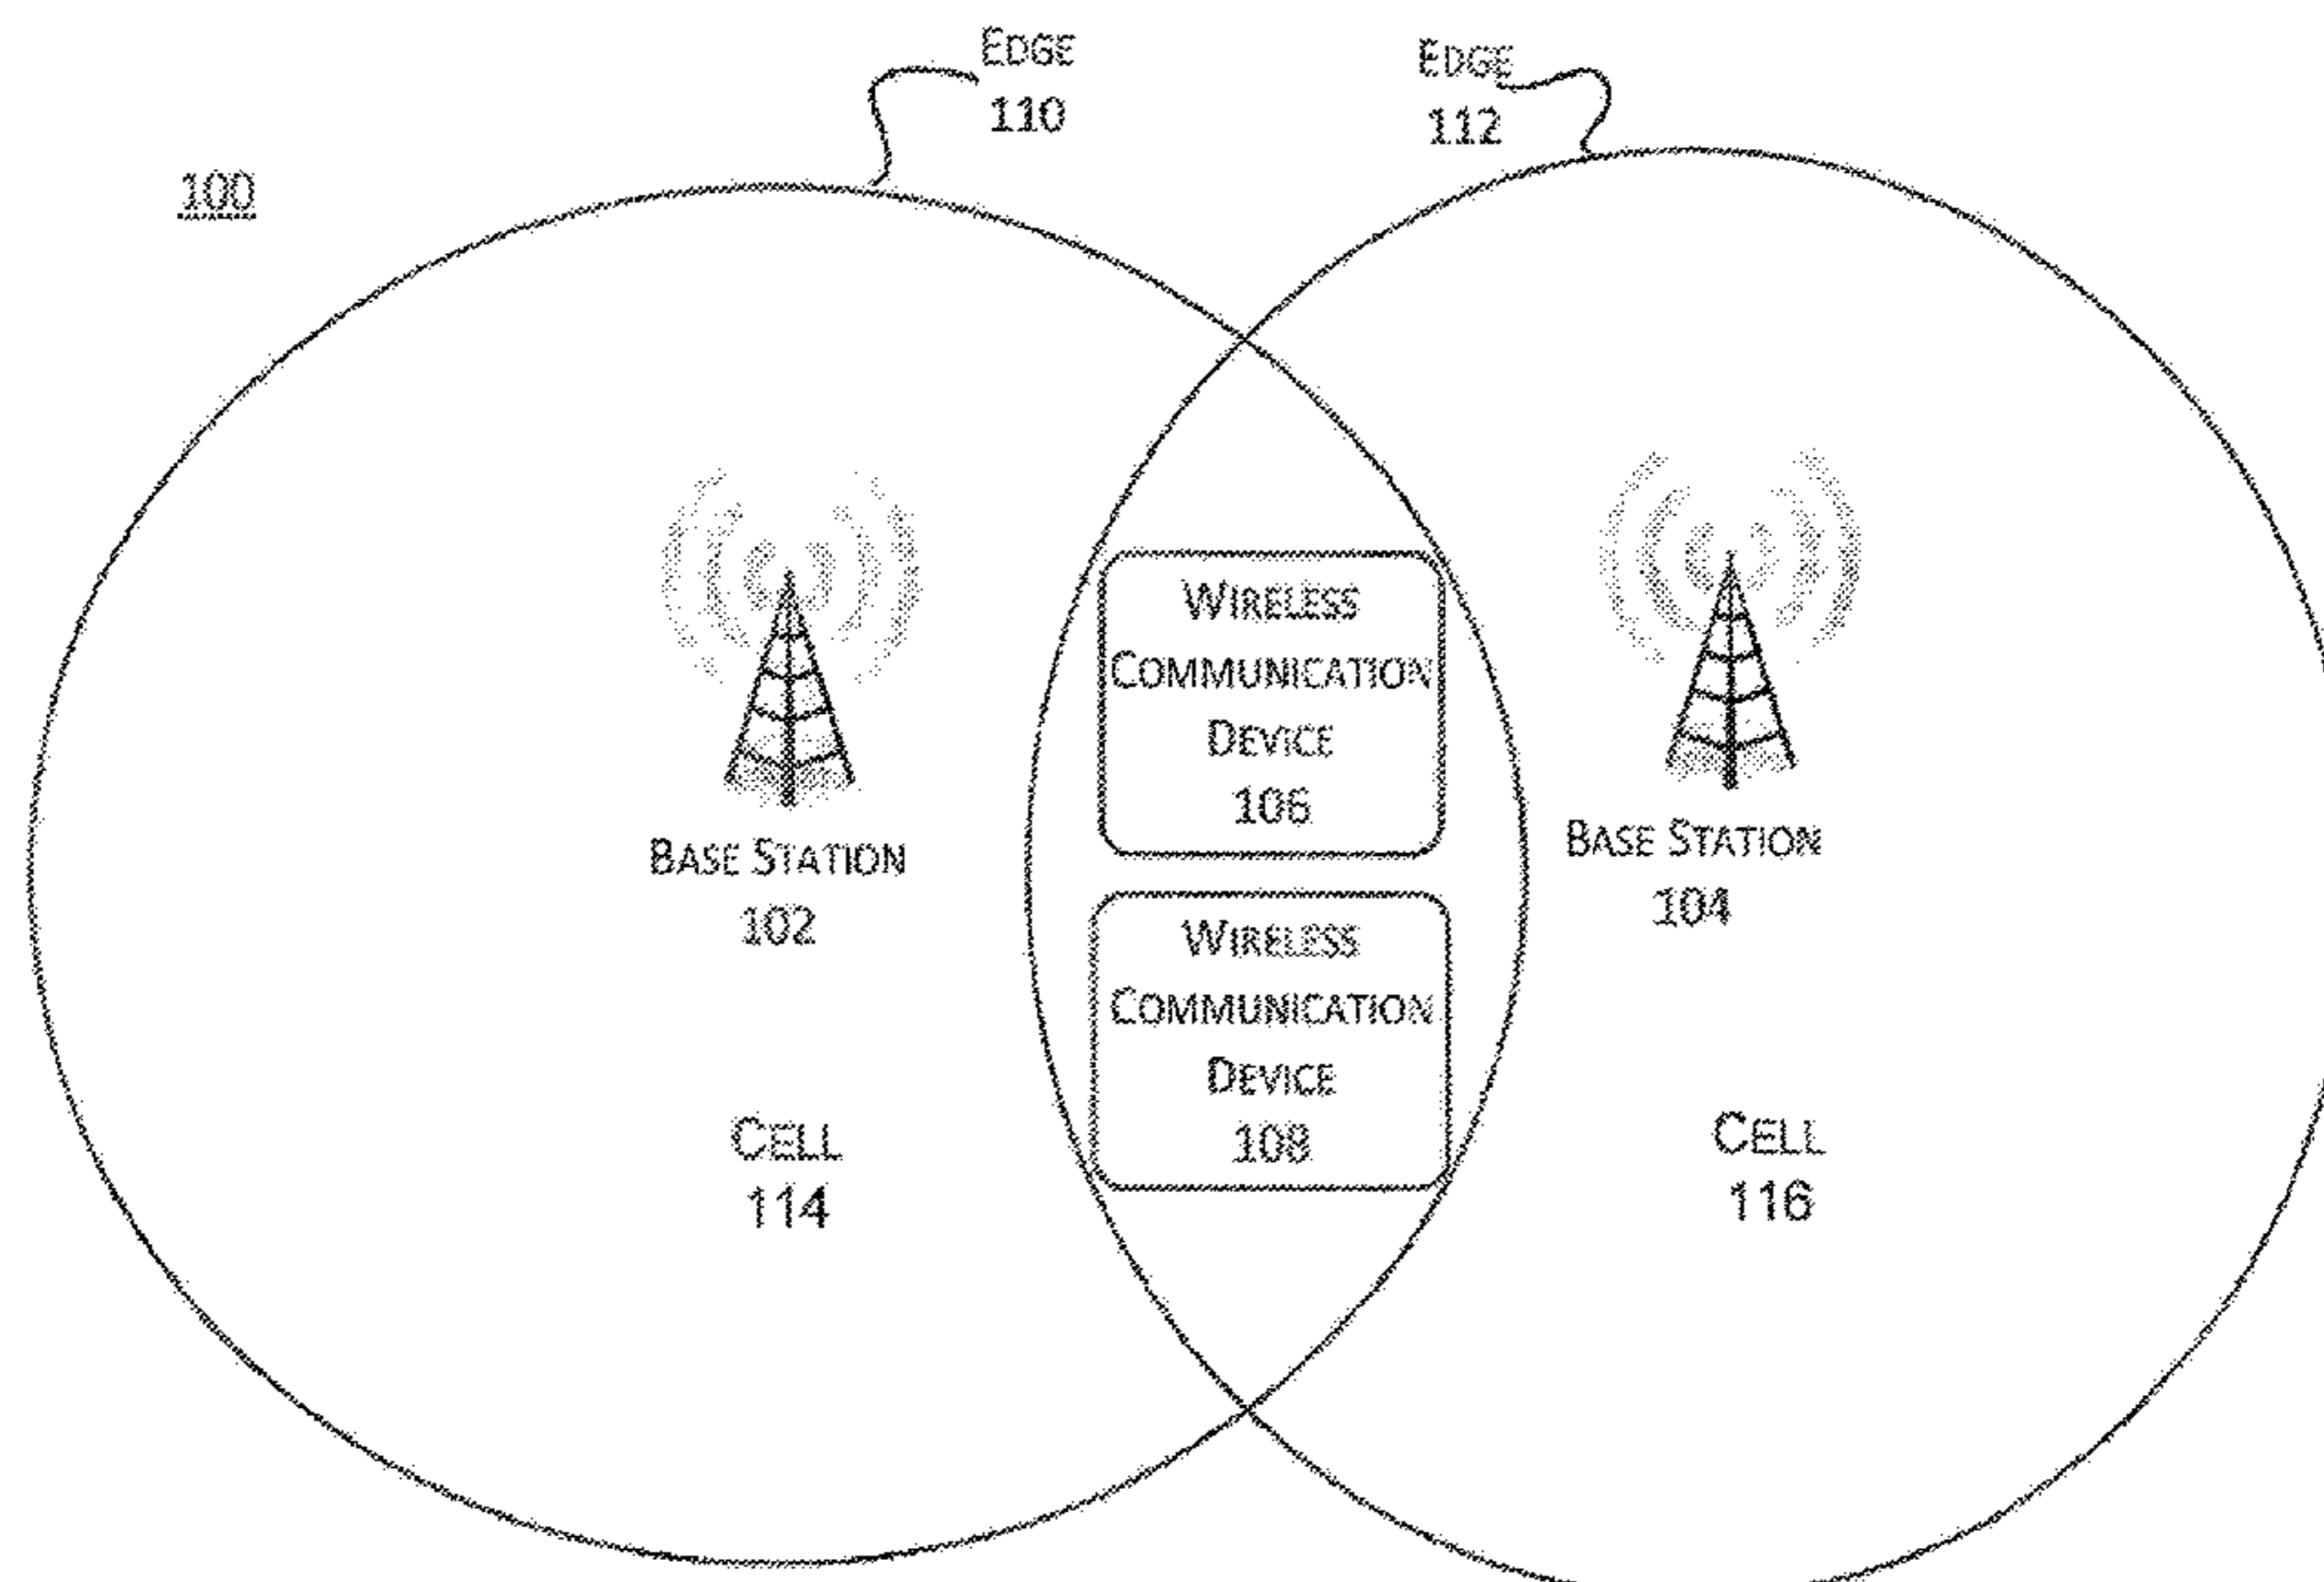 EDGE
110
EDGE
112
100
WIRELESS
COMMUNICATION
DEVICE
106
BASE STATION
102
BASE STATION
104
WIRELESS
COMMUNICATION
DEVICE
108
CELL
114
CELL
116